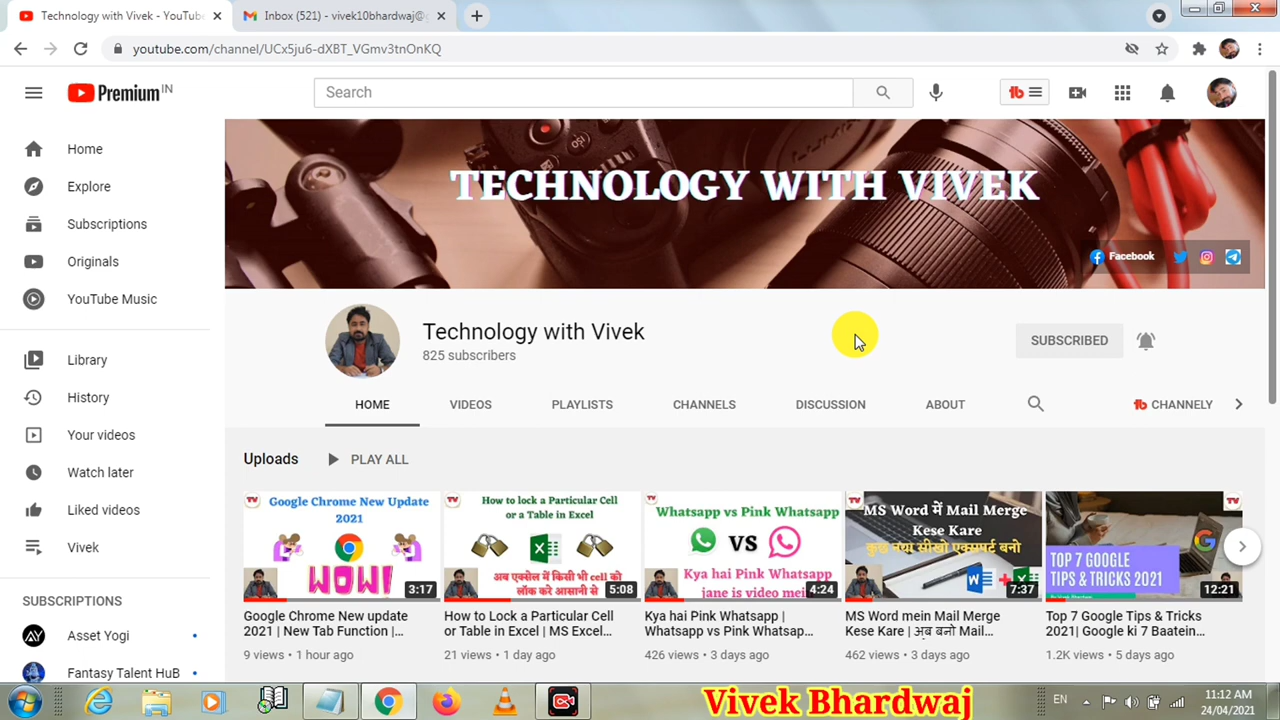 Technology with Vivek - YouTube
Inbox (521) - vivek10bhardwaj@g
youtube.com/channel/UCx5ju6-dXBT_VGmv3tnOnKQ
Premium IN
Search
Home
Explore
Subscriptions
Originals
YouTube Music
Library
History
Your videos
Watch later
Liked videos
Vivek
SUBSCRIPTIONS
Asset Yogi
Fantasy Talent HuB
TECHNOLOGY WITH VIVEK
Facebook
Technology with Vivek
825 subscribers
SUBSCRIBED
HOME VIDEOS PLAYLISTS CHANNELS DISCUSSION ABOUT CHANNELY
Uploads PLAY ALL
Google Chrome New Update
2021
WOW!
3:17
Google Chrome New update
2021 | New Tab Function |...
9 views • 1 hour ago
How to lock a Particular Cell
or a Table in Excel
अब एक्सेल में किसी भी cell को
लॉक करे आसानी से
5:08
How to Lock a Particular Cell
or Table in Excel | MS Excel...
21 views • 1 day ago
Whatsapp vs Pink Whatsapp
VS
Kya hai Pink Whatsapp
jane is video mein
4:24
Kya hai Pink Whatsapp |
Whatsapp vs Pink Whatsap...
426 views • 3 days ago
MS Word में Mail Merge
Kese Kare
कुछ नया सीखो एक्सपर्ट बनो
7:37
MS Word mein Mail Merge
Kese Kare | अब बनो Mail...
462 views • 3 days ago
TOP 7 GOOGLE
TIPS & TRICKS 2021
12:21
Top 7 Google Tips & Tricks
2021| Google ki 7 Baatein...
1.2K views • 5 days ago
Vivek Bhardwaj
EN
11:12 AM
24/04/2021